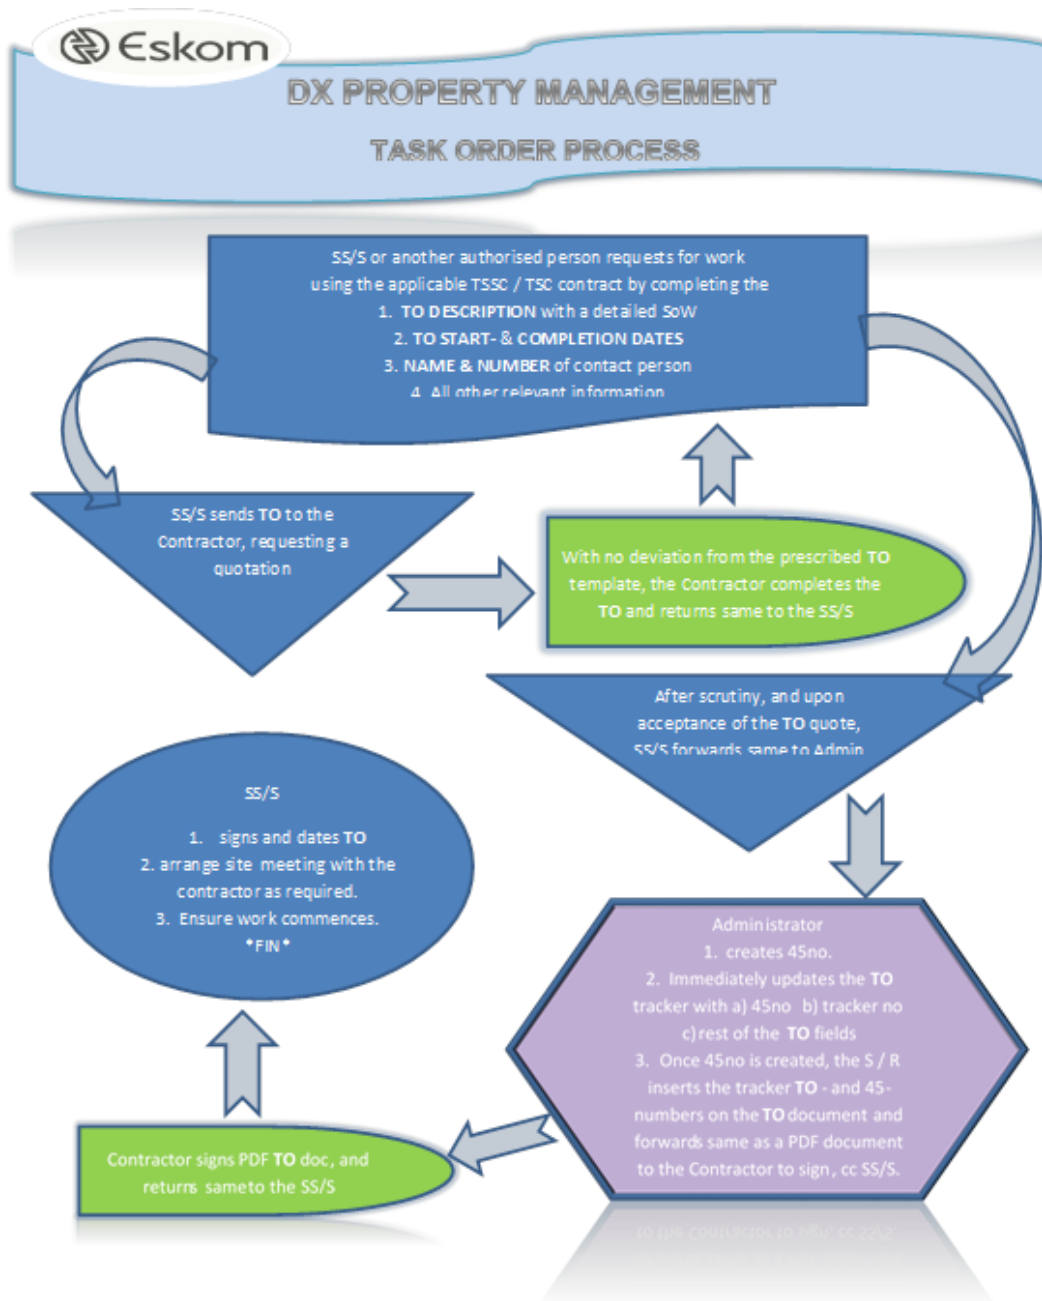 Eskom
DX PROPERTY MANAGEMENT
TASK ORDER PROCESS
SS/S or another authorised person requests for work
using the applicable TSSC / TSC contract by completing the
1. TO DESCRIPTION with a detailed SoW
2. TO START- & COMPLETION DATES
3. NAME & NUMBER of contact person
4. All other relevant information
SS/S sends TO to the
Contractor, requesting a
quotation
With no deviation from the prescribed TO
template, the Contractor completes the
TO and returns same to the SS/S
After scrutiny, and upon
acceptance of the TO quote,
SS/S forwards same to Admin
Administrator
1. creates 45no.
2. Immediately updates the TO
tracker with a) 45no b) tracker no
c) rest of the TO fields
3. Once 45no is created, the S / R
inserts the tracker TO - and 45-
numbers on the TO document and
forwards same as a PDF document
to the Contractor to sign, cc SS/S.
Contractor signs PDF TO doc, and
returns same to the SS/S
SS/S
1. signs and dates TO
2. arrange site meeting with the
contractor as required.
3. Ensure work commences.
*FIN*